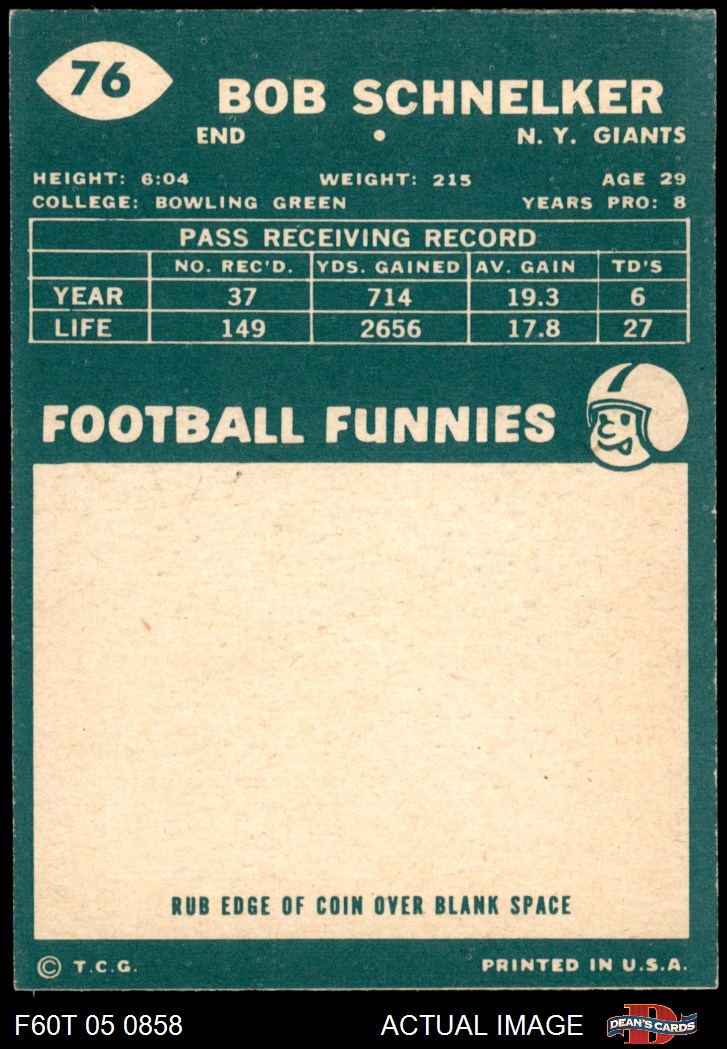 76
BOB SCHNELKER
END • N. Y. GIANTS
HEIGHT: 6:04 WEIGHT: 215 AGE 29
COLLEGE: BOWLING GREEN YEARS PRO: 8
PASS RECEIVING RECORD
NO. REC'D. YDS. GAINED AV. GAIN TD'S
YEAR 37 714 19.3 6
LIFE 149 2656 17.8 27
FOOTBALL FUNNIES
RUB EDGE OF COIN OVER BLANK SPACE
© T.C.G. PRINTED IN U.S.A.
F60T 05 0858 ACTUAL IMAGE D DEAN'S CARDS